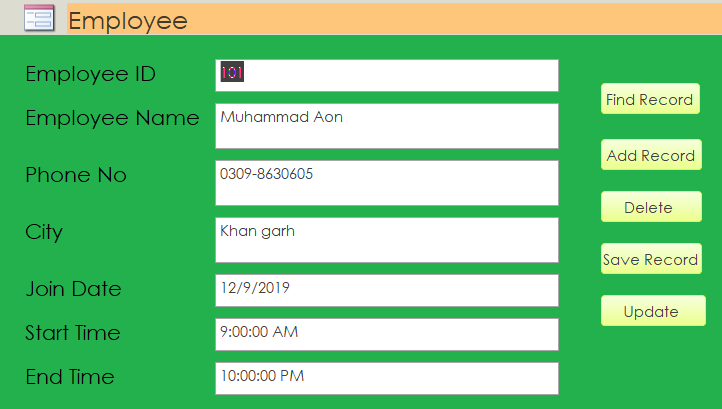 Employee
Employee ID 101
Employee Name Muhammad Aon
Phone No 0309-8630605
City Khan garh
Join Date 12/9/2019
Start Time 9:00:00 AM
End Time 10:00:00 PM
Find Record
Add Record
Delete
Save Record
Update